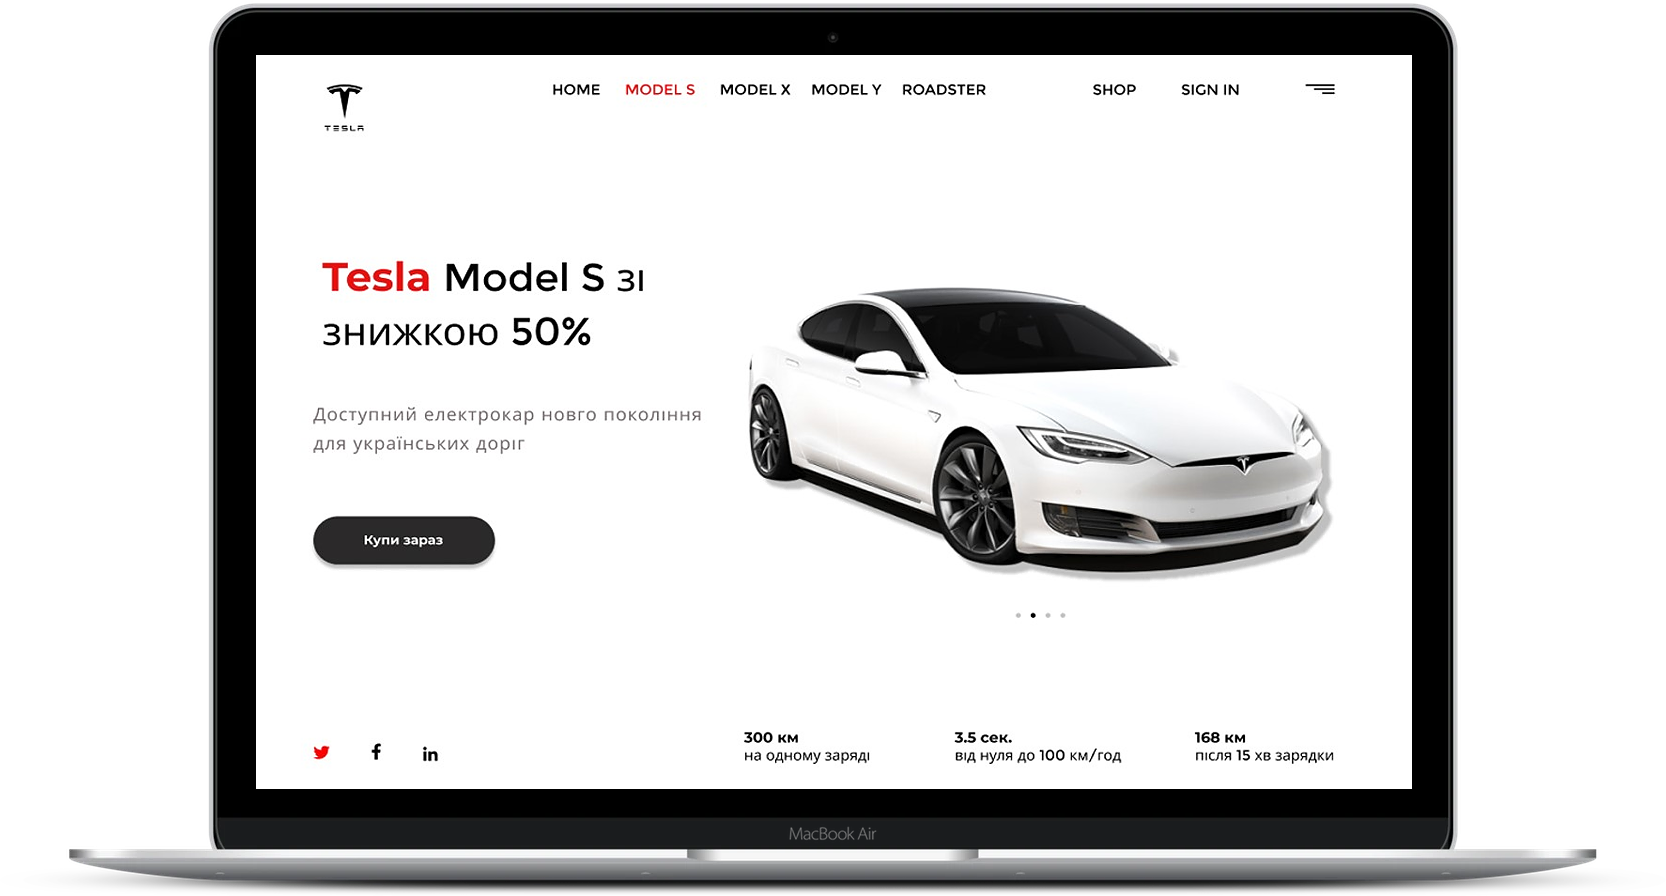 TESLA
HOME MODEL S MODEL X MODEL Y ROADSTER SHOP SIGN IN
Tesla Model S зі
знижкою 50%
Доступний електрокар новго покоління
для українських доріг
Купи зараз
300 км
на одному заряді
3.5 сек.
від нуля до 100 км/год
168 км
після 15 хв зарядки
MacBook Air